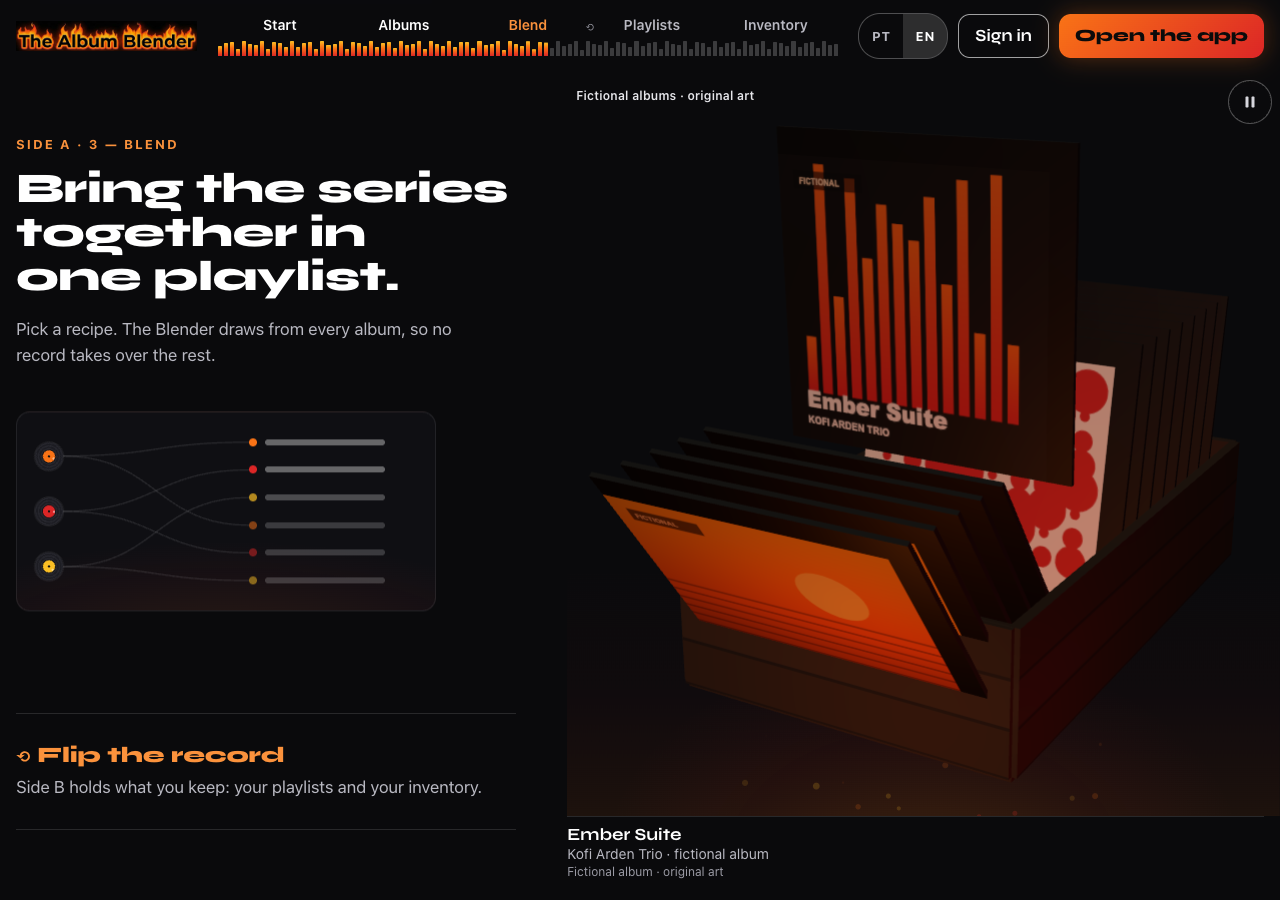 The Album Blender
Start
Albums
Blend
Playlists
Inventory
PT
EN
Sign in
Open the app
Fictional albums · original art
SIDE A · 3 — BLEND
Bring the series
together in
one playlist.
Pick a recipe. The Blender draws from every album, so no
record takes over the rest.
FICTIONAL
Ember Suite
KOFI ARDEN TRIO
FICTIONAL
⟲ Flip the record
Side B holds what you keep: your playlists and your inventory.
Ember Suite
Kofi Arden Trio · fictional album
Fictional album · original art